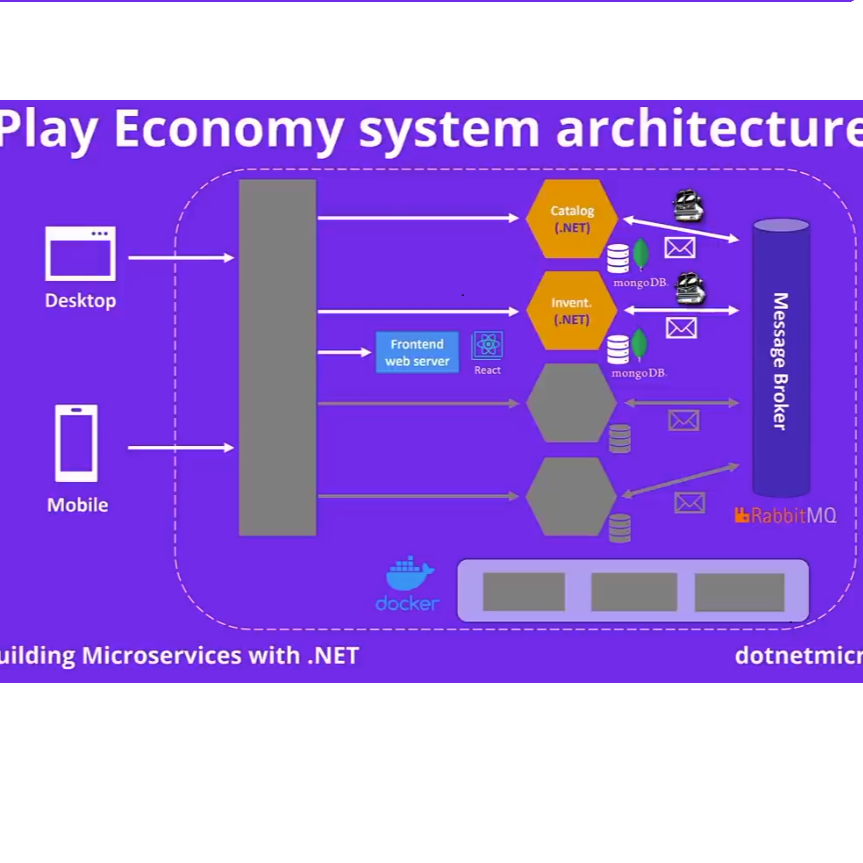 Play Economy system architecture
Desktop
Mobile
Catalog
(.NET)
mongoDB.
Invent.
(.NET)
mongoDB.
Frontend
web server
React
Message Broker
RabbitMQ
docker
uilding Microservices with .NET
dotnetmicr